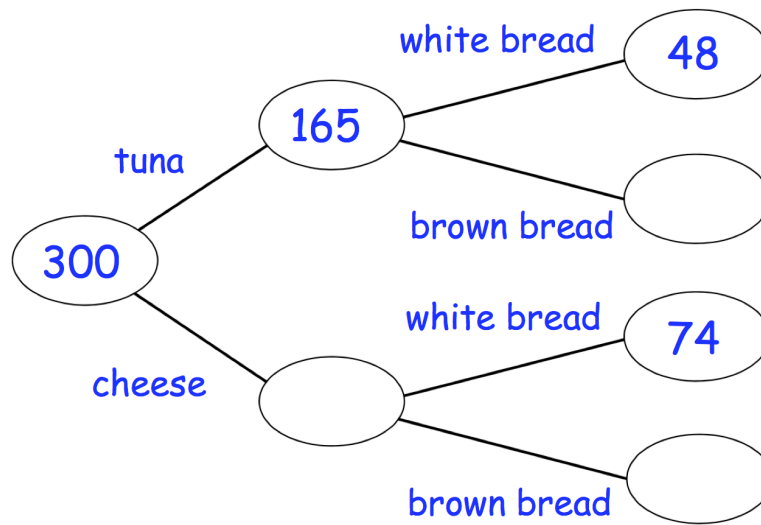 white bread
48
165
tuna
brown bread
300
white bread
74
cheese
brown bread